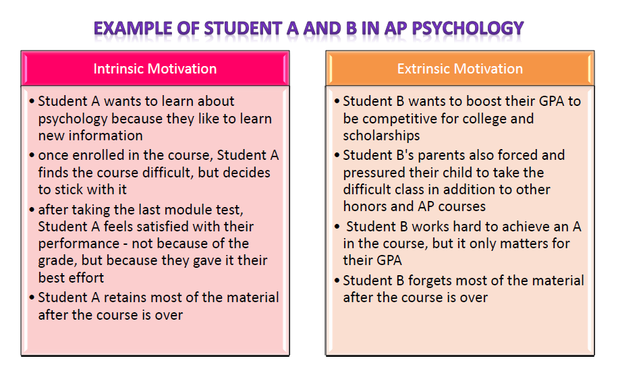 EXAMPLE OF STUDENT A AND B IN AP PSYCHOLOGY
Intrinsic Motivation
• Student A wants to learn about
psychology because they like to learn
new information
• once enrolled in the course, Student A
finds the course difficult, but decides
to stick with it
• after taking the last module test,
Student A feels satisfied with their
performance - not because of the
grade, but because they gave it their
best effort
• Student A retains most of the material
after the course is over
Extrinsic Motivation
• Student B wants to boost their GPA to
be competitive for college and
scholarships
• Student B's parents also forced and
pressured their child to take the
difficult class in addition to other
honors and AP courses
• Student B works hard to achieve an A
in the course, but it only matters for
their GPA
• Student B forgets most of the material
after the course is over